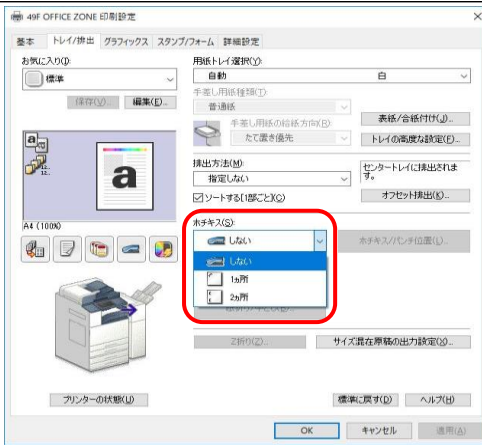 49F OFFICE ZONE 印刷設定
基本 トレイ/排出 グラフィックス スタンプ/フォーム 詳細設定
お気に入り(I):
標準
保存(V)... 編集(E)...
a
12..
12..
a
A4 (100%)
プリンターの状態(U)
用紙トレイ選択(Y):
自動 白
手差し用紙種類(T):
普通紙
手差し用紙の給紙方向(R):
たて置き優先
表紙/合紙付け(J)...
トレイの高度な設定(F)...
排出方法(M):
指定しない
センタートレイに排出されます。
ソートする[1部ごと](C)
オフセット排出(K)...
ホチキス(S):
しない
ホチキス/パンチ位置(L)...
しない
1ヵ所
2ヵ所
Z折り(Z)...
サイズ混在原稿の出力設定(X)...
標準に戻す(D) ヘルプ(H)
OK キャンセル 適用(A)